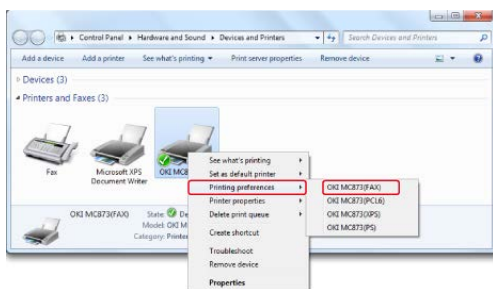 Control Panel ▸ Hardware and Sound ▸ Devices and Printers
Search Devices and Printers
Add a device Add a printer See what's printing Print server properties Remove device
Devices (3)
Printers and Faxes (3)
Fax
Microsoft XPS
Document Writer
OKI MC8
See what's printing
Set as default printer
Printing preferences
Printer properties
Delete print queue
Create shortcut
Troubleshoot
Remove device
Properties
OKI MC873(FAX)
OKI MC873(PCL6)
OKI MC873(XPS)
OKI MC873(PS)
OKI MC873(FAX) State: De
Model: OKI M
Category: Printer